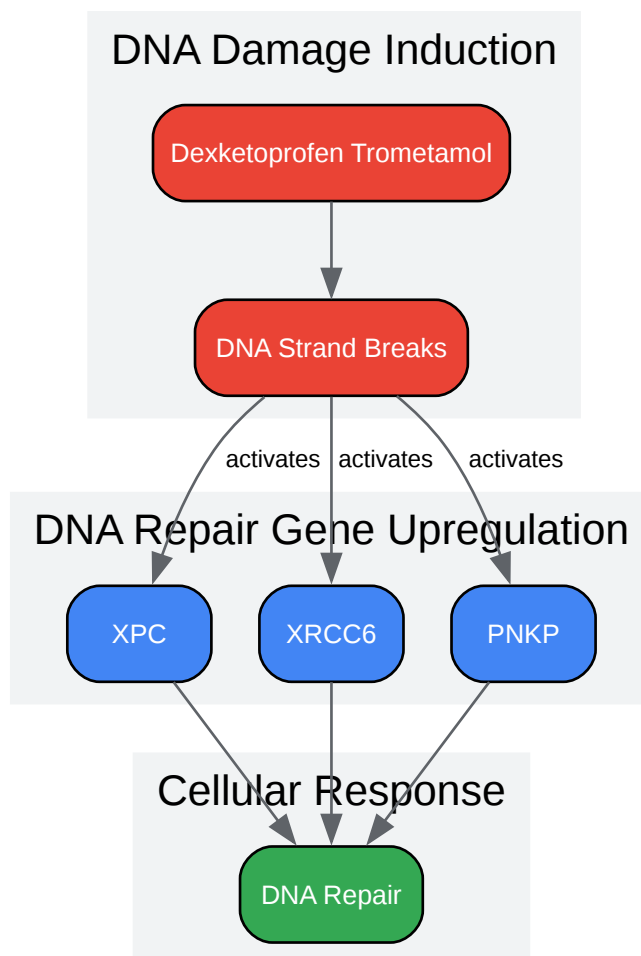 DNA Damage Induction
Dexketoprofen Trometamol
DNA Strand Breaks
activates activates activates
DNA Repair Gene Upregulation
XPC XRCC6 PNKP
Cellular Response
DNA Repair